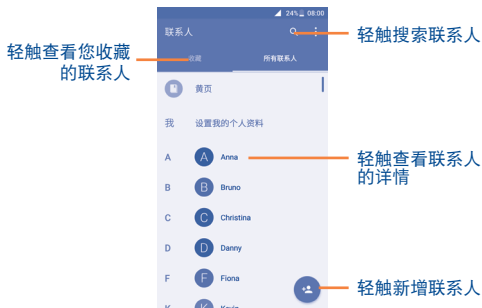 24% 08:00
联系人
轻触搜索联系人
轻触查看您收藏
的联系人
收藏
所有联系人
黄页
我 设置我的个人资料
A A Anna
轻触查看联系人
的详情
B B Bruno
C C Christina
D D Danny
F F Fiona
轻触新增联系人
K K Kevin